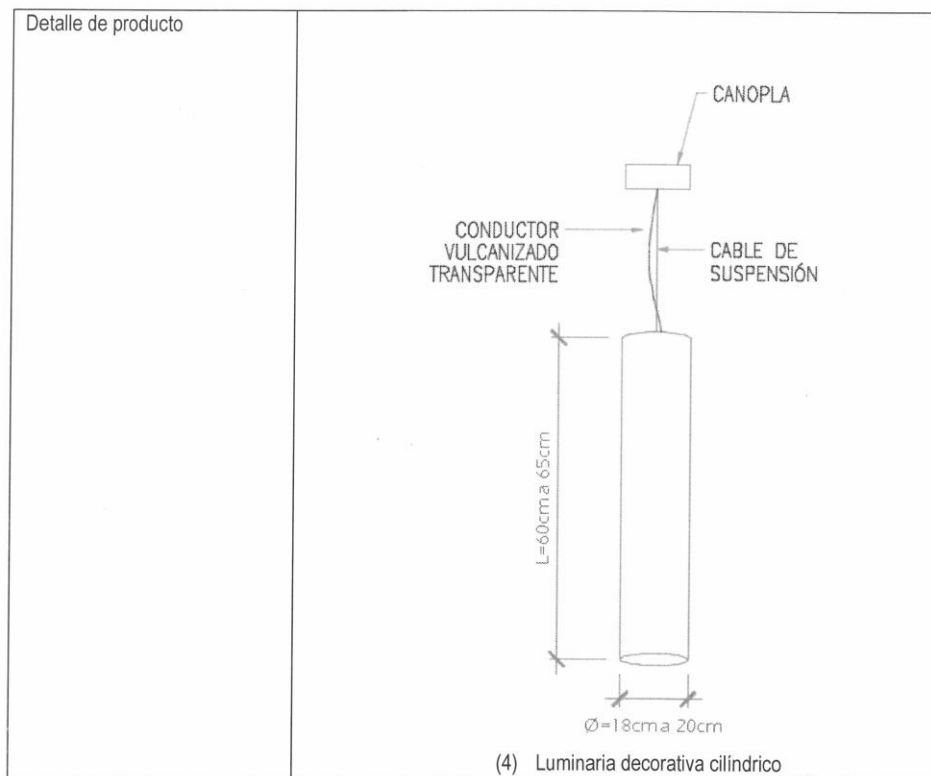 Detalle de producto
CANOPLA
CONDUCTOR
VULCANIZADO
TRANSPARENTE
CABLE DE
SUSPENSIÓN
L=60cm a 65cm
Ø=18cm a 20cm
(4) Luminaria decorativa cilíndrico